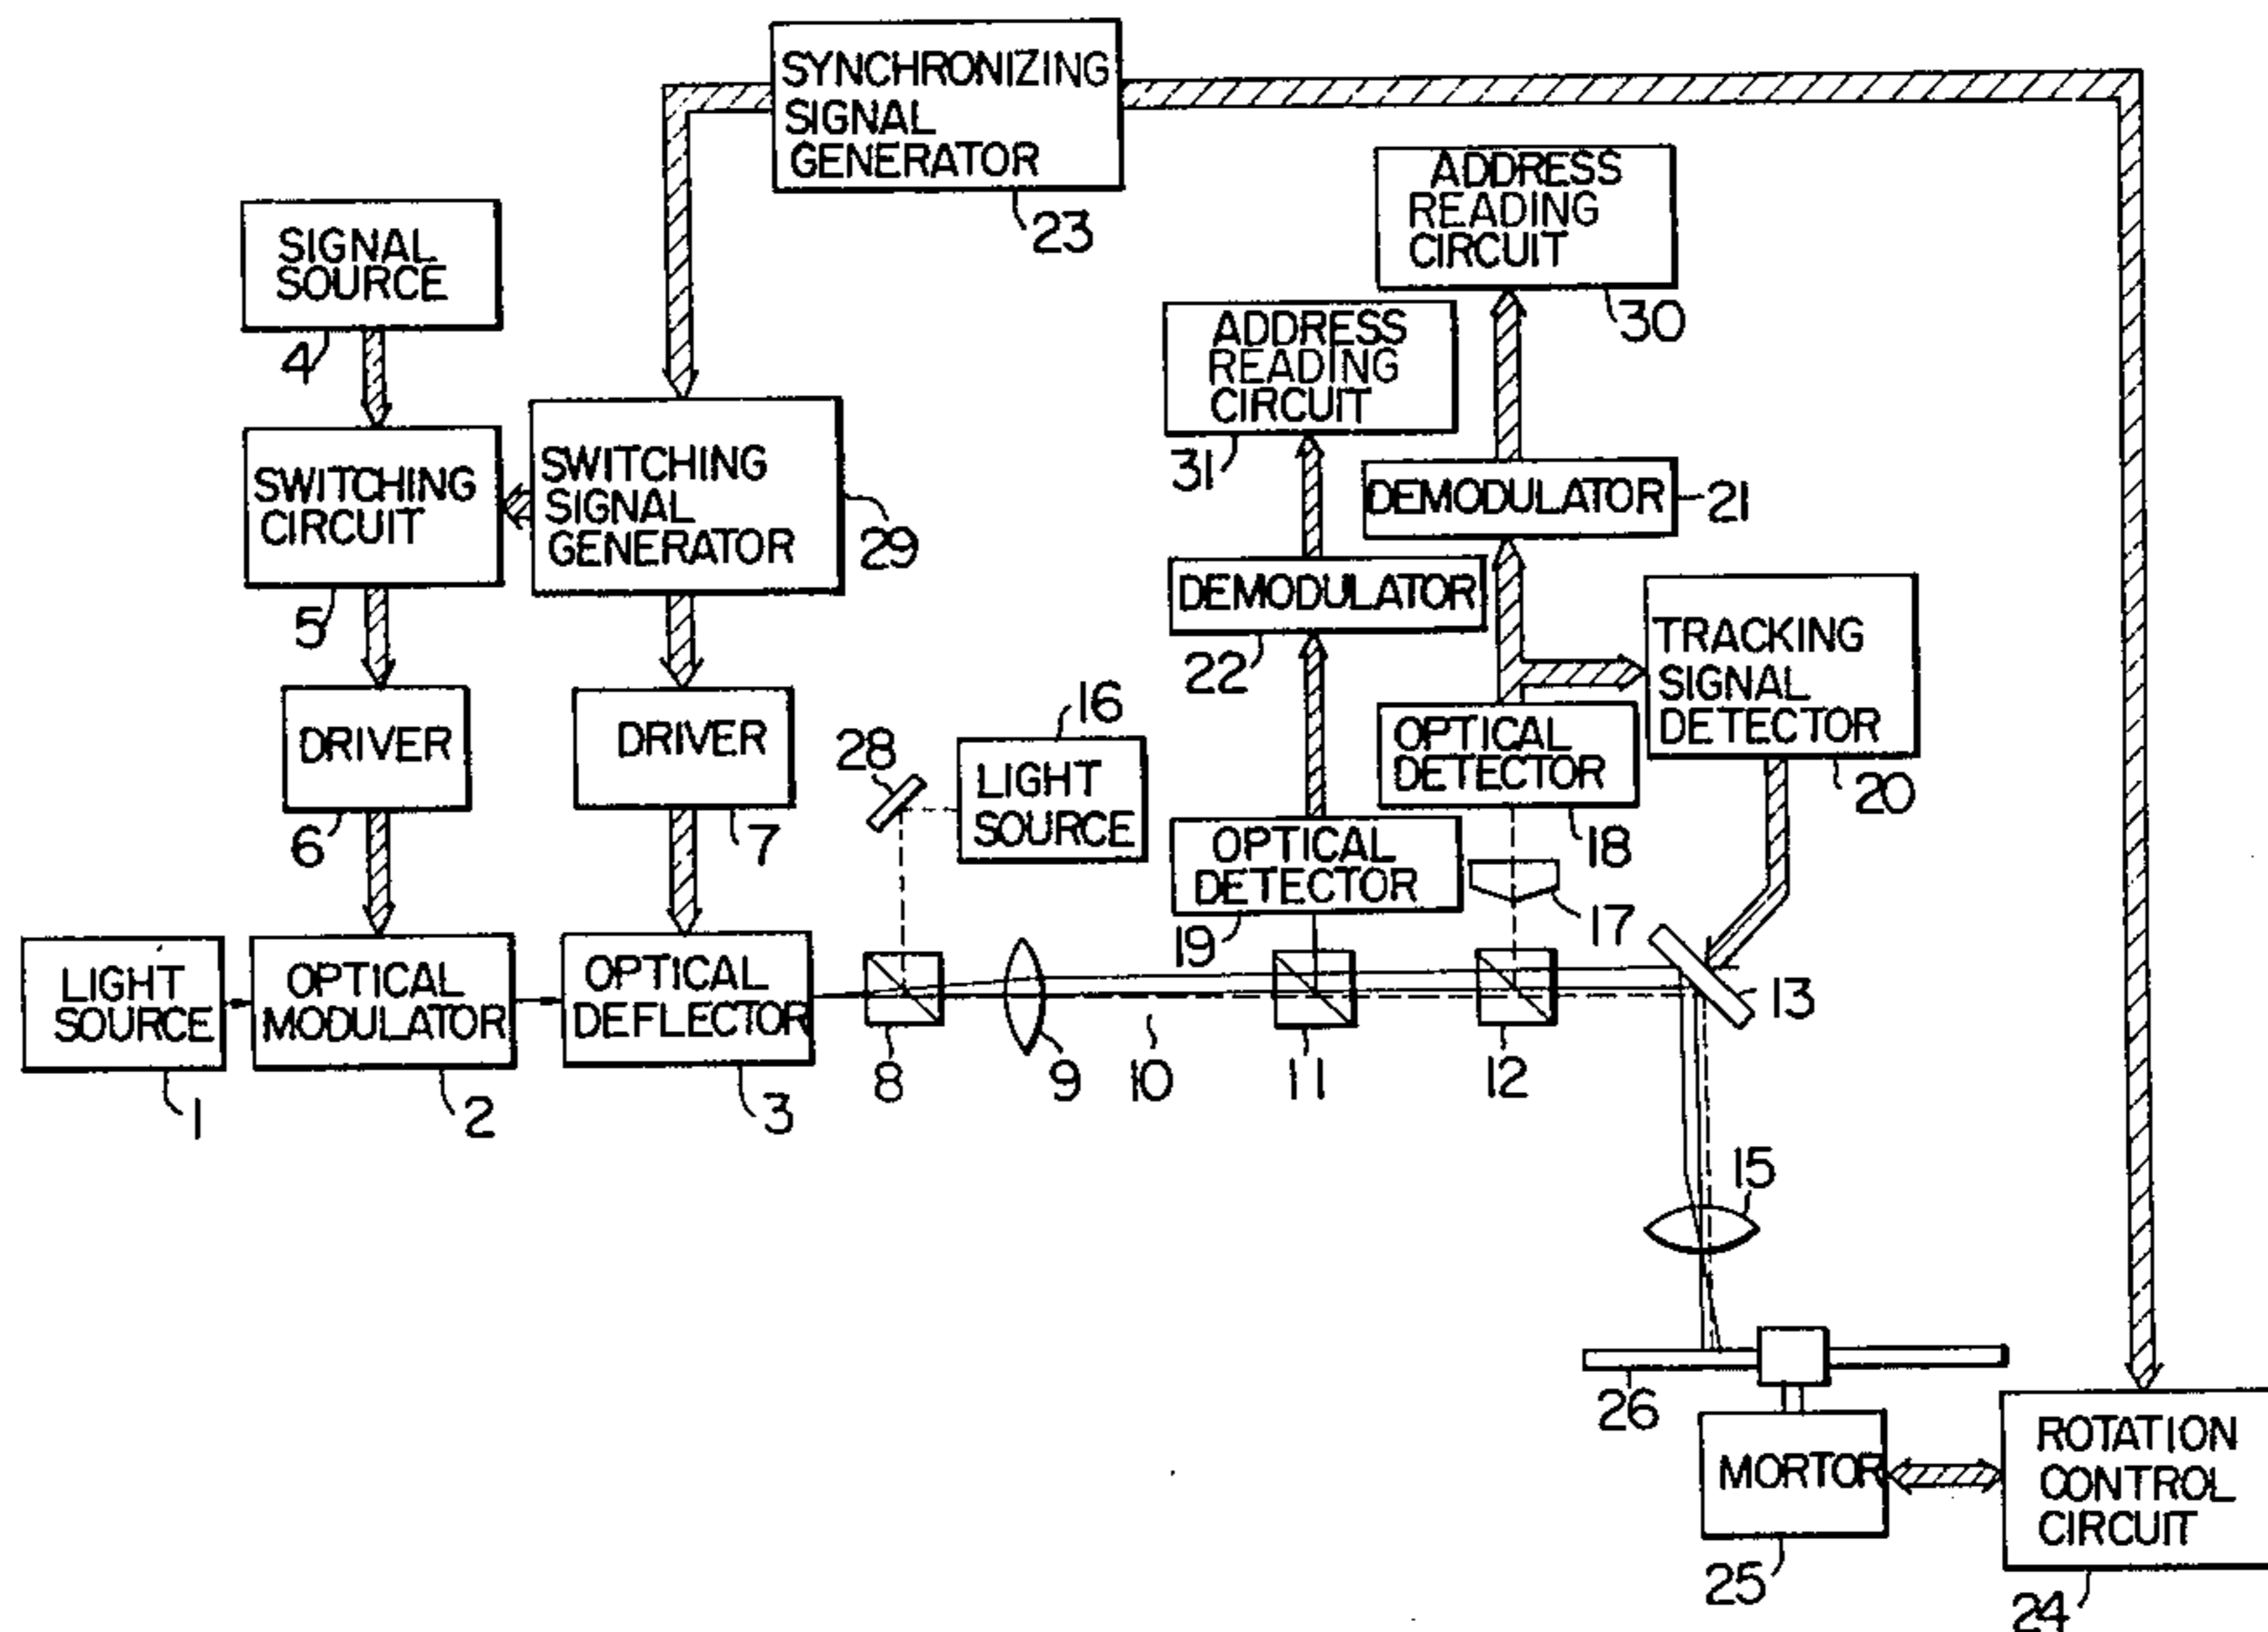 SYNCHRONIZING
SIGNAL
GENERATOR
23
ADDRESS
READING
CIRCUIT
30
SIGNAL
SOURCE
4
ADDRESS
READING
CIRCUIT
31
SWITCHING
CIRCUIT
5
SWITCHING
SIGNAL
GENERATOR
29
DEMODULATOR
21
DEMODULATOR
22
TRACKING
SIGNAL
DETECTOR
20
DRIVER
6
DRIVER
7
28
16
LIGHT
SOURCE
OPTICAL
DETECTOR
18
OPTICAL
DETECTOR
19
17
LIGHT
SOURCE
1
OPTICAL
MODULATOR
2
OPTICAL
DEFLECTOR
3
8
9
10
11
12
13
15
26
MORTOR
25
ROTATION
CONTROL
CIRCUIT
24